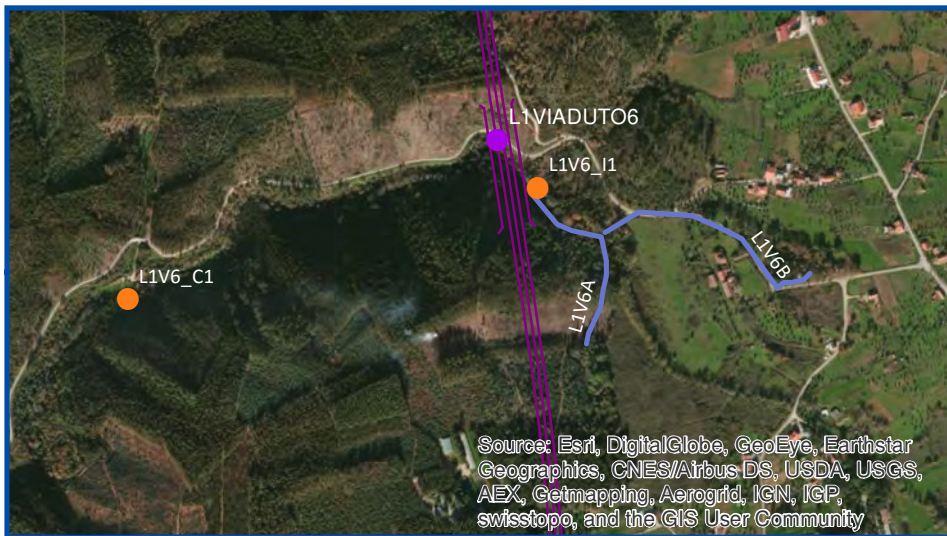 L1VIADUTO6
L1V6_I1
L1V6_C1
L1V6B
L1V6A
Source: Esri, DigitalGlobe, GeoEye, Earthstar
Geographics, CNES/Airbus DS, USDA, USGS,
AEX, Getmapping, Aerogrid, IGN, IGP,
swisstopo, and the GIS User Community